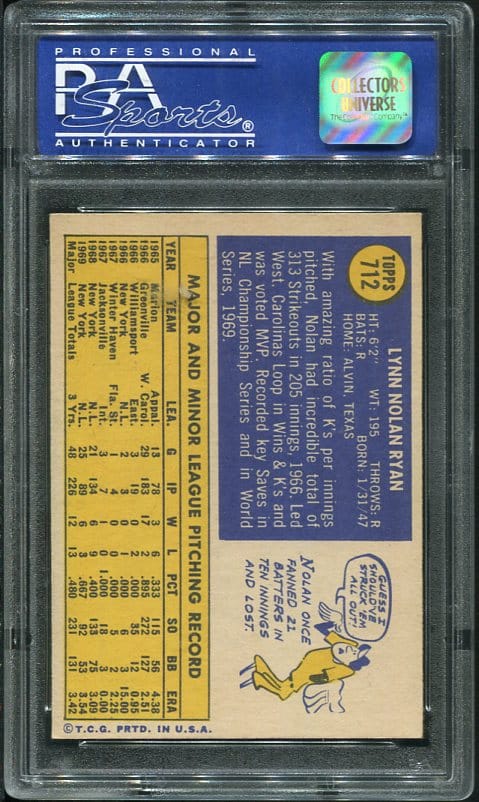 PROFESSIONAL
PSA
Sports®
AUTHENTICATOR
COLLECTORS
UNIVERSE
The Collector's Company™
TOPPS
712
LYNN NOLAN RYAN
HT: 6'2" WT: 195 THROWS: R
BATS: R BORN: 1/31/47
HOME: ALVIN, TEXAS
With amazing ratio of K's per innings
pitched, Nolan had incredible total of
313 Strikeouts in 205 innings, 1966. Led
West. Carolinas Loop in Wins & K's and
was voted MVP. Recorded key Saves in
NL Championship Series and in World
Series, 1969.
GUESS I
SHOULD'VE
STRUCK 'EM
ALL OUT!
NOLAN ONCE
FANNED 21
BATTERS IN
TEN INNINGS
AND LOST.
MAJOR AND MINOR LEAGUE PITCHING RECORD
YEAR TEAM LEA G IP W L PCT SO BB ERA
1965 Marion Appal. 13 78 3 6 .333 115 56 4.38
1966 Greenville W. Carol. 29 183 17 2 .895 272 127 2.51
1966 Williamsport East. 3 19 0 2 .000 35 12 0.95
1966 New York N.L. 2 3 0 1 .000 6 3 15.00
1967 Winter Haven Fla. St. 1 4 0 0 .000 5 2 2.25
1967 Jacksonville Int. 3 7 1 0 1.000 18 3 0.00
1968 New York N.L. 21 134 6 9 .400 133 75 3.09
1969 New York N.L. 25 89 6 3 .667 92 53 3.54
Major League Totals 3 Yrs. 48 226 12 13 .480 231 131 3.42
©T.C.G. PRTD. IN U.S.A.